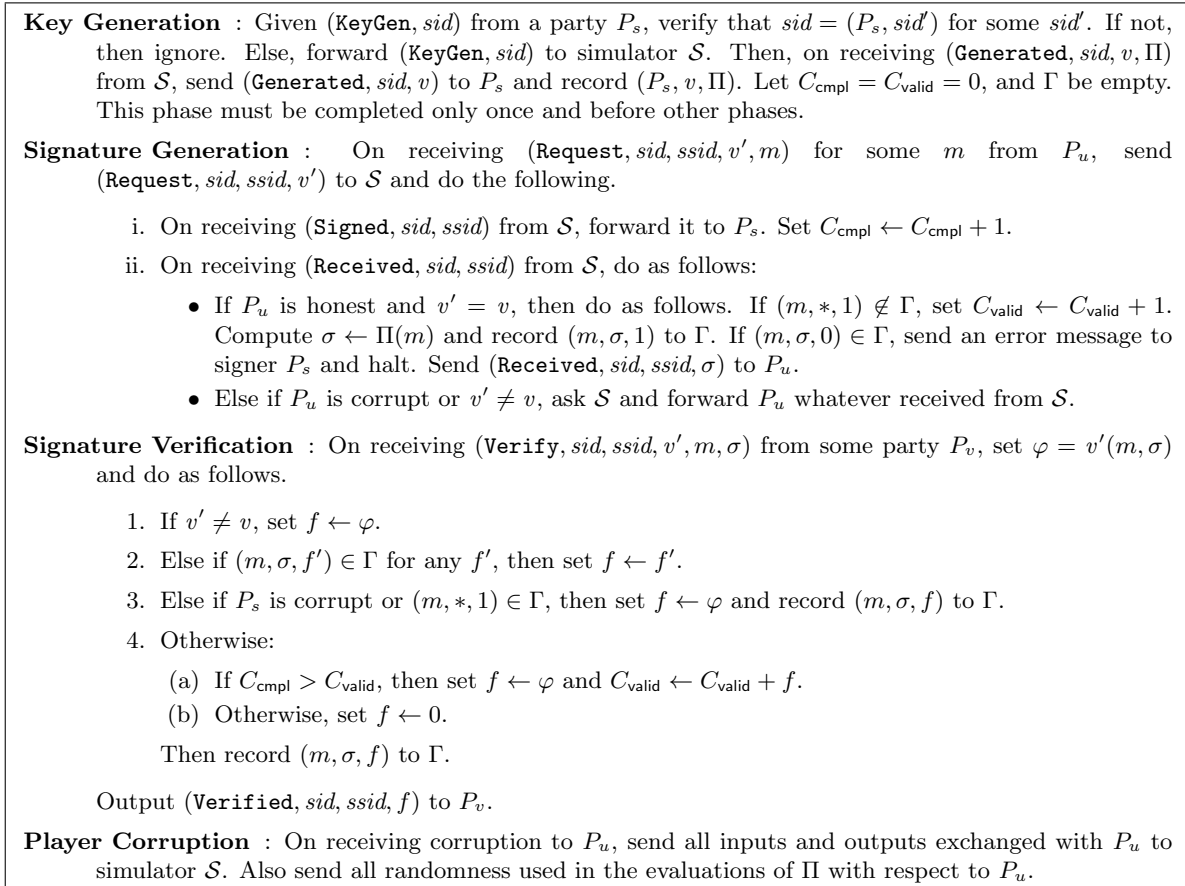 Key Generation : Given (KeyGen, sid) from a party P_s, verify that sid = (P_s, sid′) for some sid′. If not,
then ignore. Else, forward (KeyGen, sid) to simulator S. Then, on receiving (Generated, sid, v, Π)
from S, send (Generated, sid, v) to P_s and record (P_s, v, Π). Let C_cmpl = C_valid = 0, and Γ be empty.
This phase must be completed only once and before other phases.
Signature Generation : On receiving (Request, sid, ssid, v′, m) for some m from P_u, send
(Request, sid, ssid, v′) to S and do the following.
i. On receiving (Signed, sid, ssid) from S, forward it to P_s. Set C_cmpl ← C_cmpl + 1.
ii. On receiving (Received, sid, ssid) from S, do as follows:
• If P_u is honest and v′ = v, then do as follows. If (m, ∗, 1) ∉ Γ, set C_valid ← C_valid + 1.
Compute σ ← Π(m) and record (m, σ, 1) to Γ. If (m, σ, 0) ∈ Γ, send an error message to
signer P_s and halt. Send (Received, sid, ssid, σ) to P_u.
• Else if P_u is corrupt or v′ ≠ v, ask S and forward P_u whatever received from S.
Signature Verification : On receiving (Verify, sid, ssid, v′, m, σ) from some party P_v, set φ = v′(m, σ)
and do as follows.
1. If v′ ≠ v, set f ← φ.
2. Else if (m, σ, f′) ∈ Γ for any f′, then set f ← f′.
3. Else if P_s is corrupt or (m, ∗, 1) ∈ Γ, then set f ← φ and record (m, σ, f) to Γ.
4. Otherwise:
(a) If C_cmpl > C_valid, then set f ← φ and C_valid ← C_valid + f.
(b) Otherwise, set f ← 0.
Then record (m, σ, f) to Γ.
Output (Verified, sid, ssid, f) to P_v.
Player Corruption : On receiving corruption to P_u, send all inputs and outputs exchanged with P_u to
simulator S. Also send all randomness used in the evaluations of Π with respect to P_u.